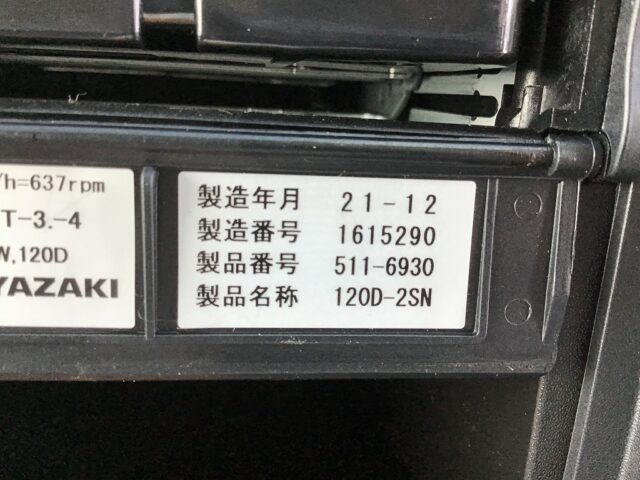 /h=637rpm
T-3.-4
W,120D
YAZAKI
製造年月 21-12
製造番号 1615290
製品番号 511-6930
製品名称 120D-2SN